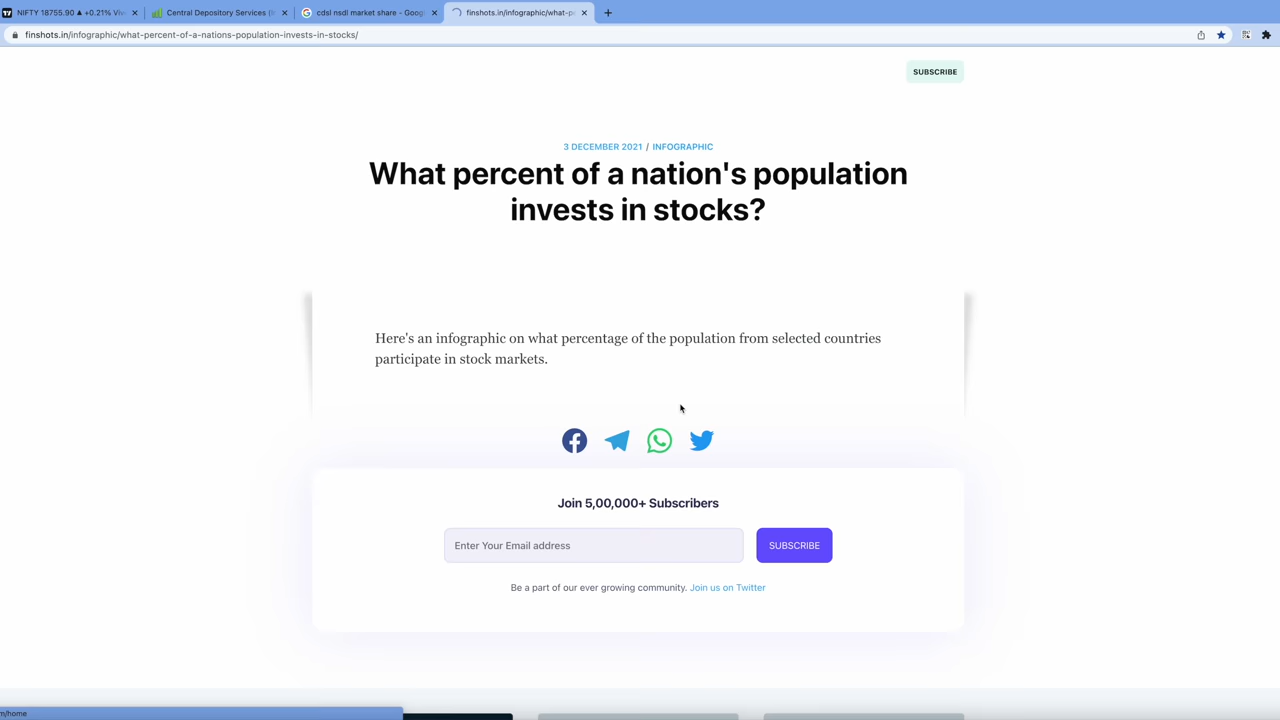 NIFTY 18755.90 ▲ +0.21% Viv
Central Depository Services (I
cdsl nsdl market share - Goog
finshots.in/infographic/what-p
finshots.in/infographic/what-percent-of-a-nations-population-invests-in-stocks/
SUBSCRIBE
3 DECEMBER 2021 / INFOGRAPHIC
What percent of a nation's population
invests in stocks?
Here's an infographic on what percentage of the population from selected countries
participate in stock markets.
Join 5,00,000+ Subscribers
Enter Your Email address
SUBSCRIBE
Be a part of our ever growing community. Join us on Twitter
m/home